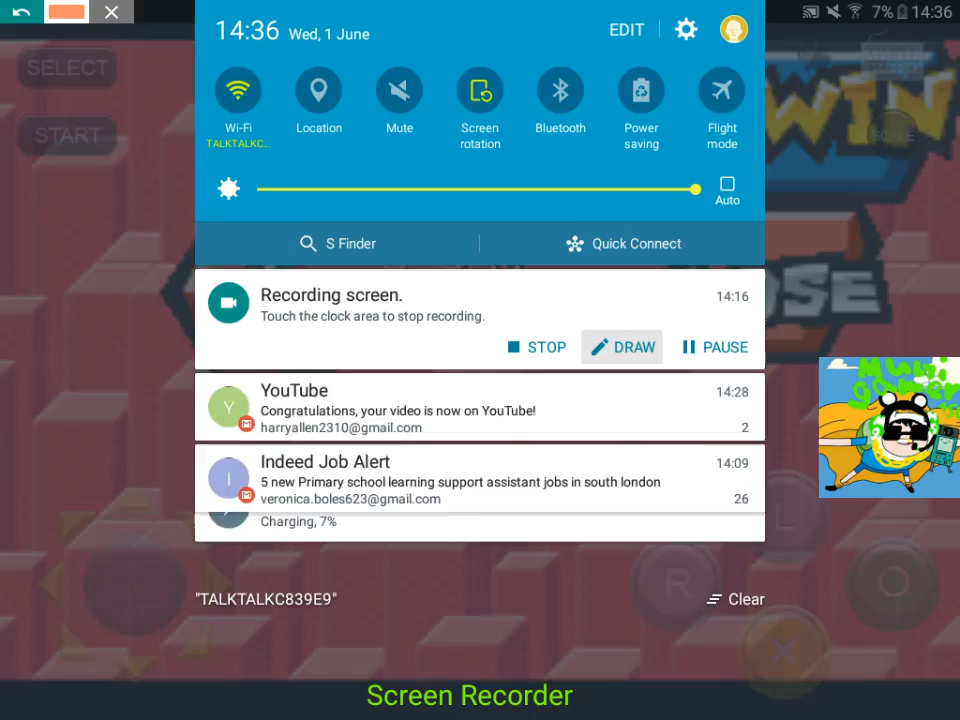 7% 14:36
14:36 Wed, 1 June EDIT
SELECT
START
WIN
Wi-Fi
TALKTALKC...
Location
Mute
Screen
rotation
Bluetooth
Power
saving
Flight
mode
Auto
S Finder
Quick Connect
Recording screen. 14:16
Touch the clock area to stop recording.
STOP DRAW PAUSE
Y
YouTube 14:28
Congratulations, your video is now on YouTube!
harryallen2310@gmail.com 2
I
Indeed Job Alert 14:09
5 new Primary school learning support assistant jobs in south london
veronica.boles623@gmail.com 26
Charging, 7%
"TALKTALKC839E9" Clear
L
R
Screen Recorder